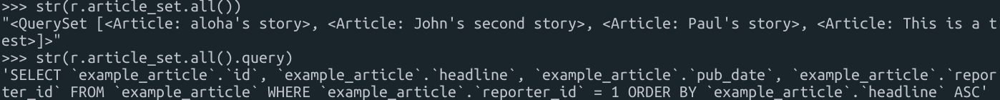 >>> str(r.article_set.all())
"<QuerySet [<Article: aloha's story>, <Article: John's second story>, <Article: Paul's story>, <Article: This is a t
est>]>"
>>> str(r.article_set.all().query)
'SELECT `example_article`.`id`, `example_article`.`headline`, `example_article`.`pub_date`, `example_article`.`repor
ter_id` FROM `example_article` WHERE `example_article`.`reporter_id` = 1 ORDER BY `example_article`.`headline` ASC'